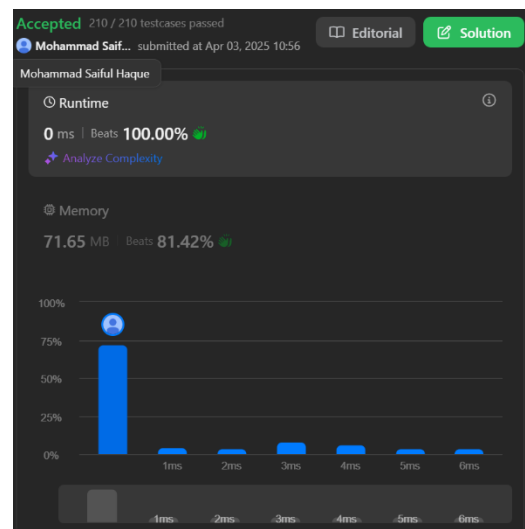 Accepted 210 / 210 testcases passed
Editorial
Solution
Mohammad Saif... submitted at Apr 03, 2025 10:56
Mohammad Saiful Haque
Runtime
0 ms | Beats 100.00%
Analyze Complexity
Memory
71.65 MB | Beats 81.42%
100%
75%
50%
25%
0%
1ms 2ms 3ms 4ms 5ms 6ms
1ms 2ms 3ms 4ms 5ms 6ms